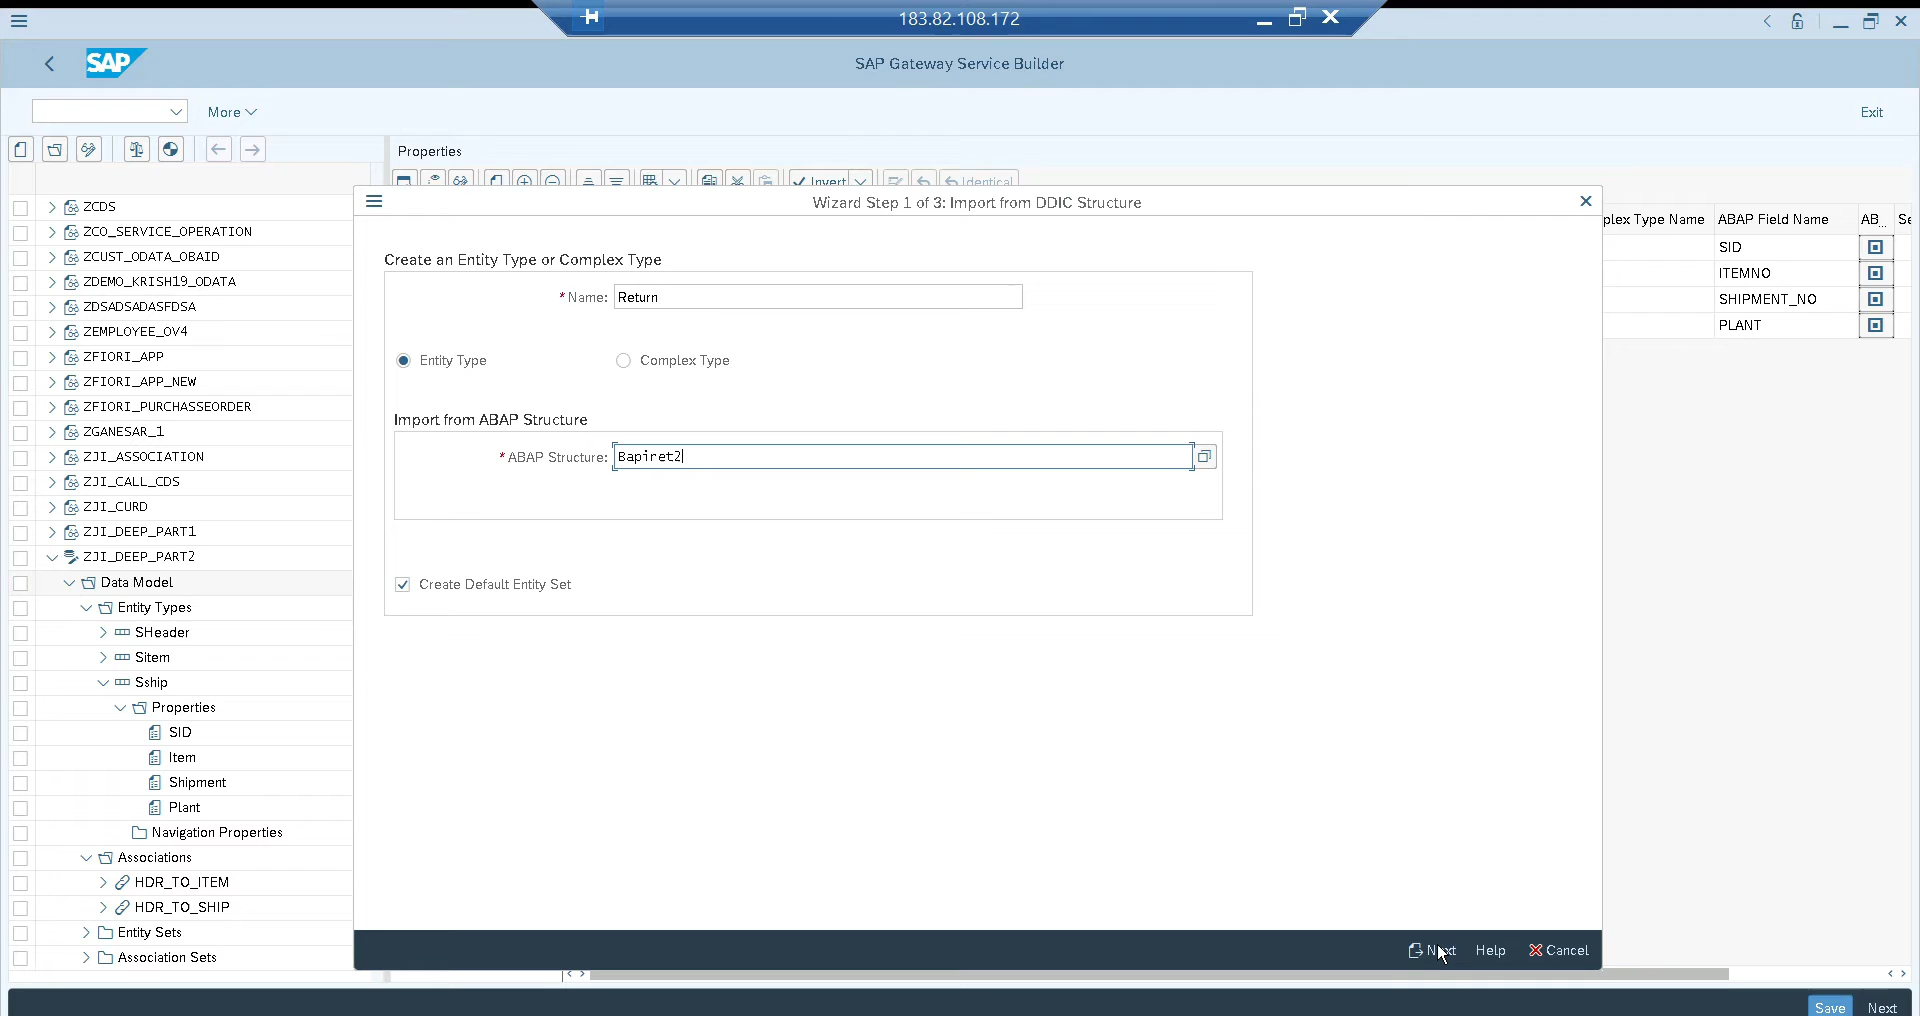 183.82.108.172
SAP
SAP Gateway Service Builder
More
Exit
Properties
Invert
Identical
Wizard Step 1 of 3: Import from DDIC Structure
plex Type Name
ABAP Field Name
AB...
Se
ZCDS
ZCO_SERVICE_OPERATION
ZCUST_ODATA_OBAID
ZDEMO_KRISH19_ODATA
ZDSADSADASFDSA
ZEMPLOYEE_OV4
ZFIORI_APP
ZFIORI_APP_NEW
ZFIORI_PURCHASSEORDER
ZGANESAR_1
ZJI_ASSOCIATION
ZJI_CALL_CDS
ZJI_CURD
ZJI_DEEP_PART1
ZJI_DEEP_PART2
Data Model
Entity Types
SHeader
Sitem
Sship
Properties
SID
Item
Shipment
Plant
Navigation Properties
Associations
HDR_TO_ITEM
HDR_TO_SHIP
Entity Sets
Association Sets
Create an Entity Type or Complex Type
* Name: Return
Entity Type
Complex Type
Import from ABAP Structure
* ABAP Structure: Bapiret2
Create Default Entity Set
SID
ITEMNO
SHIPMENT_NO
PLANT
Next
Help
Cancel
Save
Next